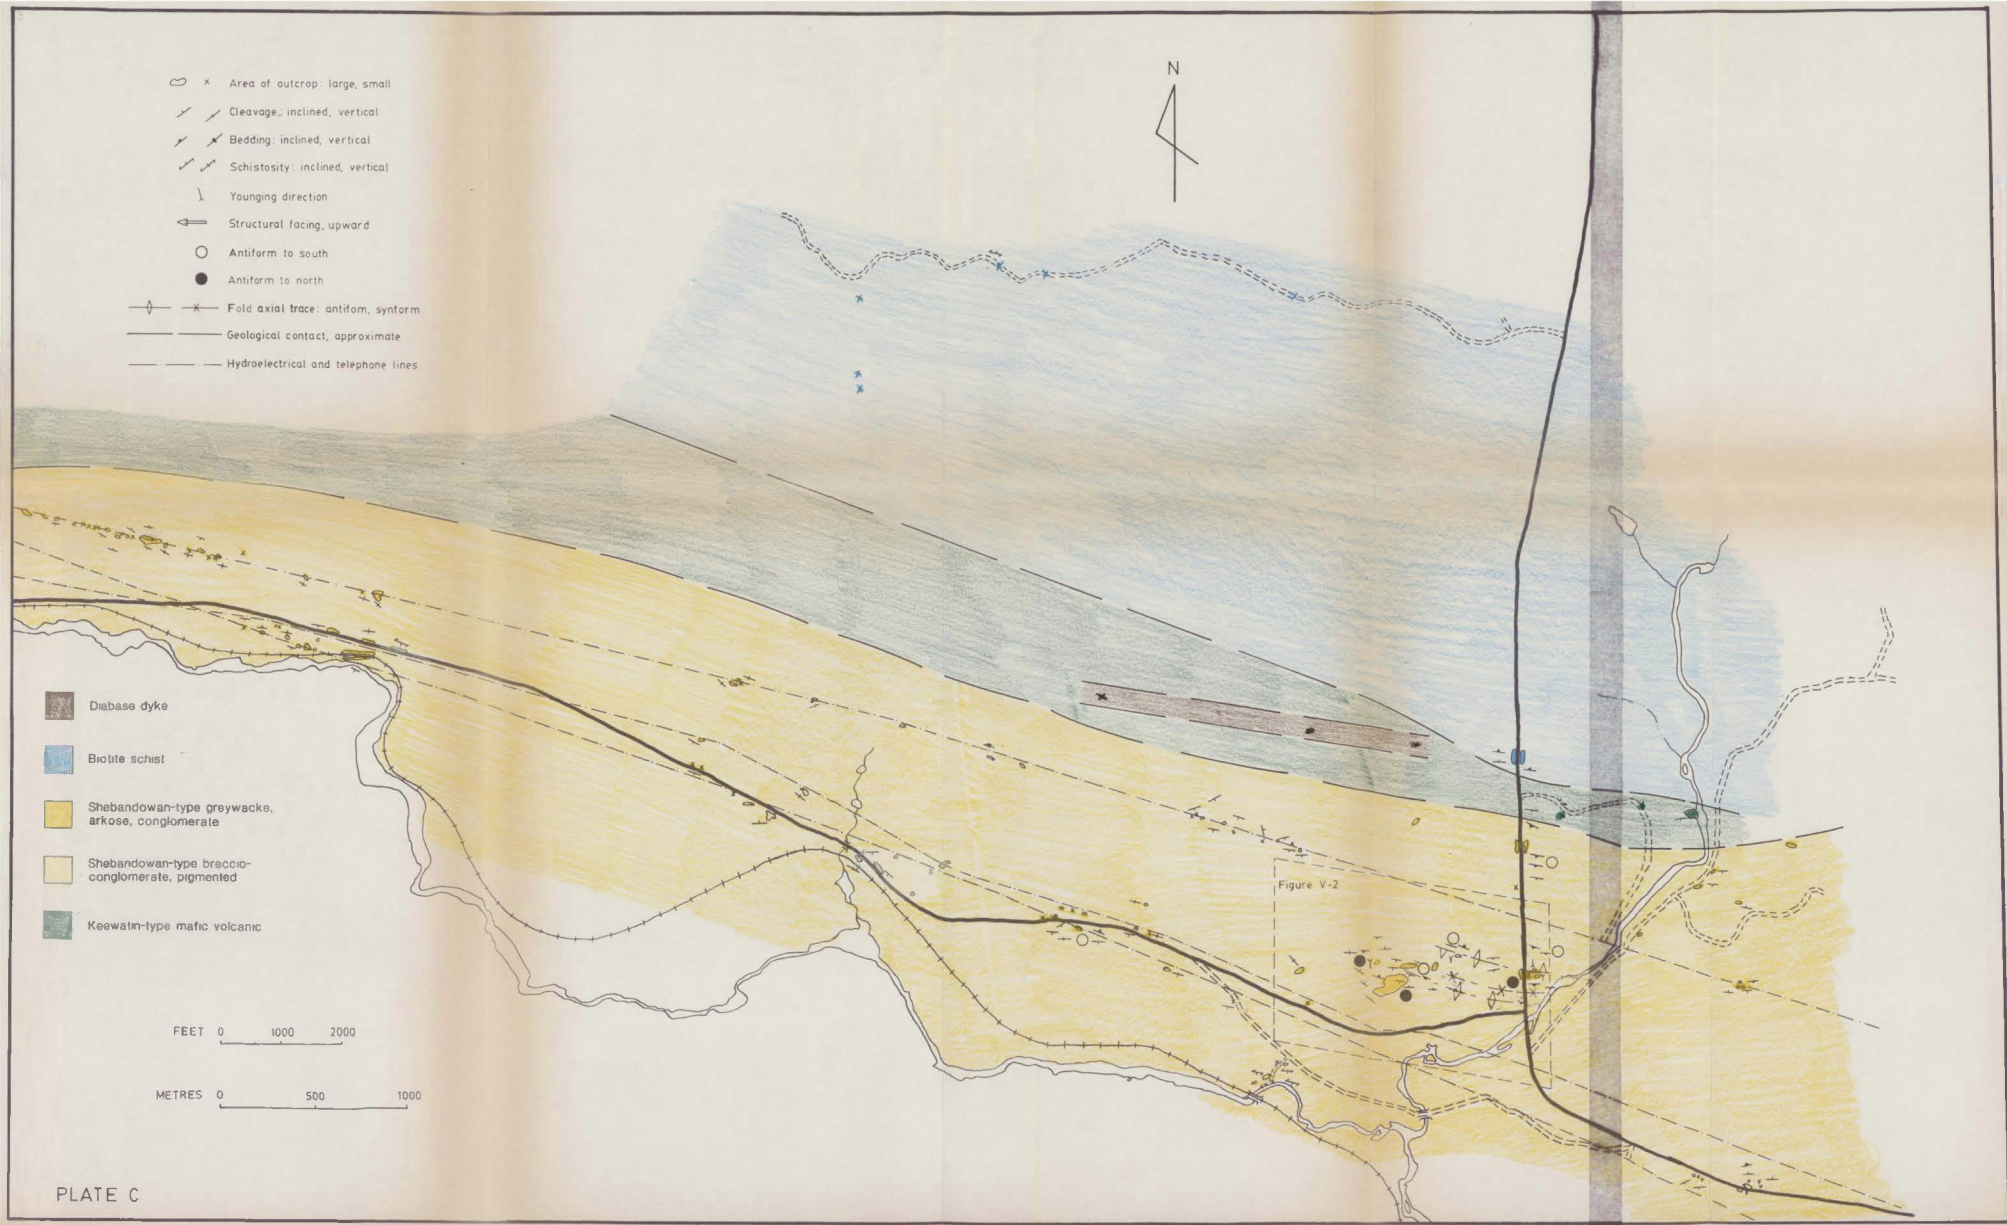 N
Area of outcrop: large, small
Cleavage: inclined, vertical
Bedding: inclined, vertical
Schistosity: inclined, vertical
Younging direction
Structural facing, upward
Antiform to south
Antiform to north
Fold axial trace: antifom, synform
Geological contact, approximate
Hydroelectrical and telephone lines
Diabase dyke
Biotite schist
Shebandowan-type greywacke,
arkose, conglomerate
Shebandowan-type breccio-
conglomerate, pigmented
Keewatin-type mafic volcanic
Figure V-2
FEET 0 1000 2000
METRES 0 500 1000
PLATE C